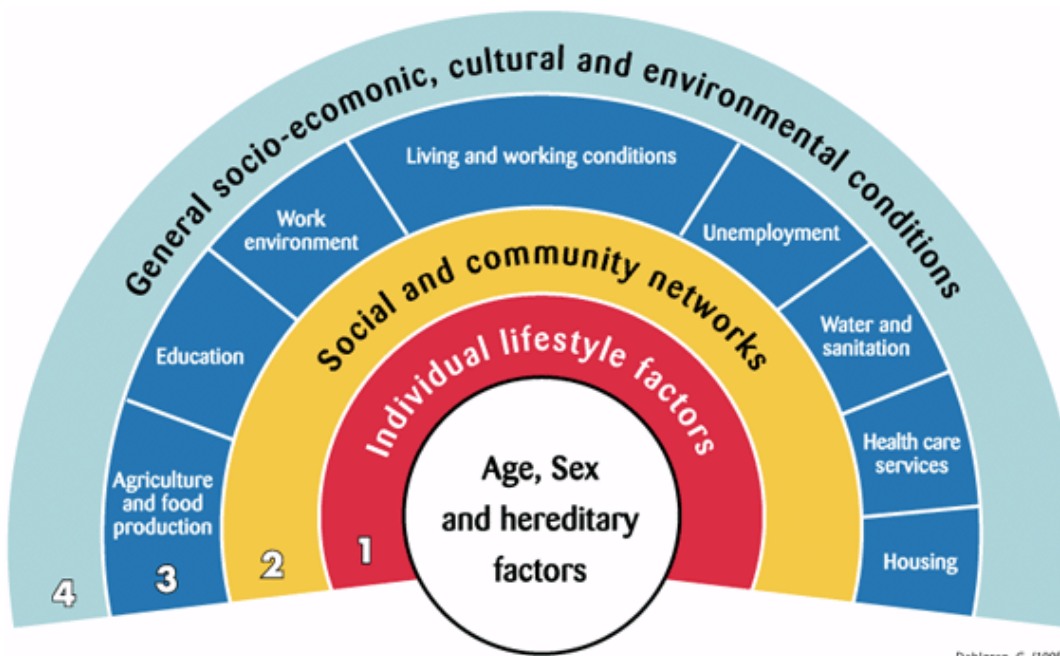 General socio-ecomonic, cultural and environmental conditions
Living and working conditions
Work
environment
Unemployment
Education
Water and
sanitation
Agriculture
and food
production
Health care
services
Housing
Social and community networks
Individual lifestyle factors
Age, Sex
and hereditary
factors
1
2
3
4